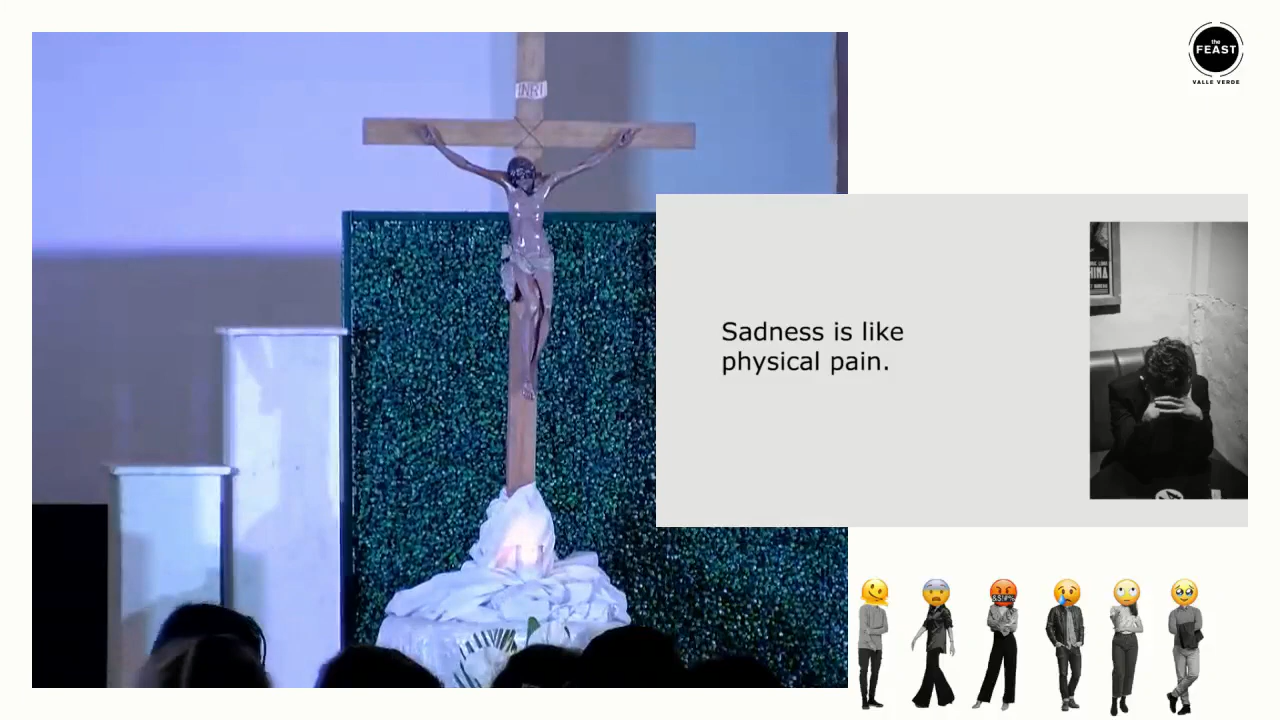 the
FEAST
VALLE VERDE
INRI
Sadness is like
physical pain.
&$!#%